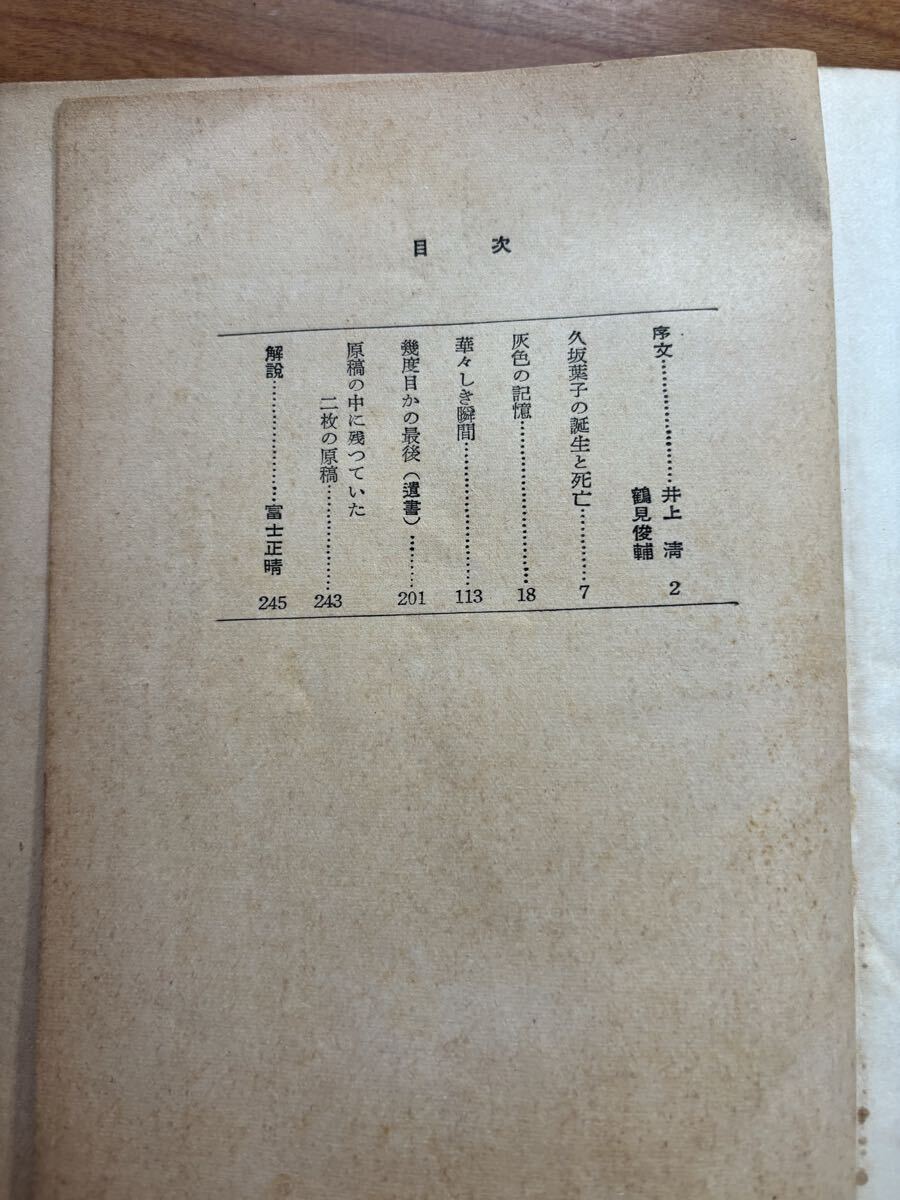 目次
序文……………井上清 2
鶴見俊輔
久坂葉子の誕生と死亡……………7
灰色の記憶……………18
華々しき瞬間……………113
幾度目かの最後（遺書）……………201
原稿の中に残つていた
二枚の原稿……………243
解説……………富士正晴 245